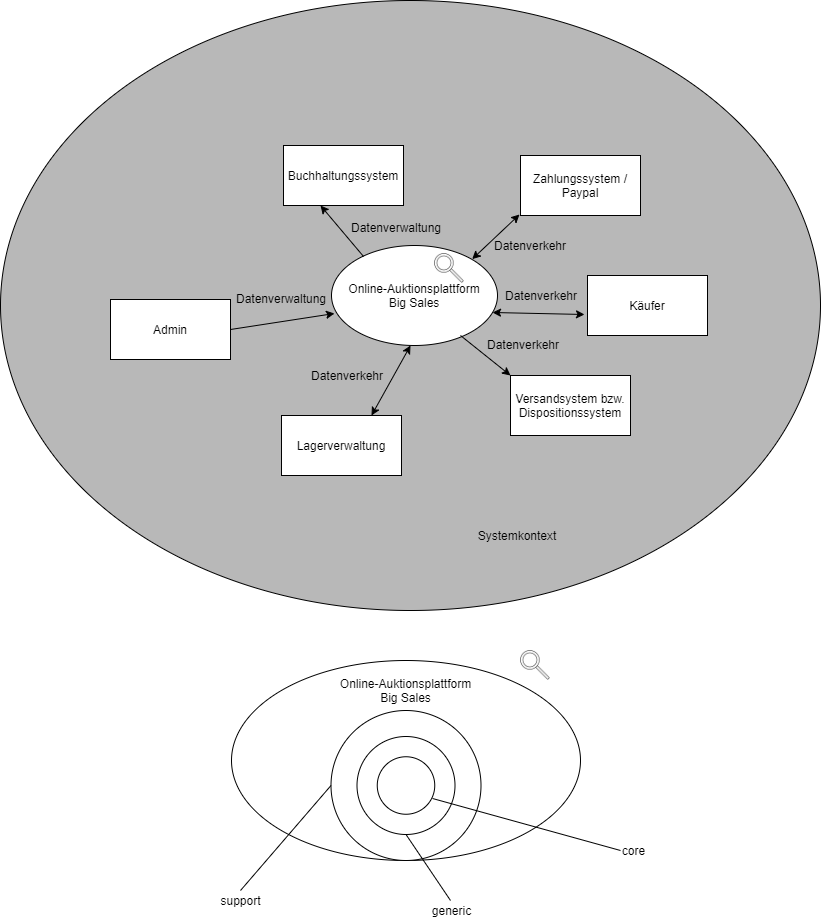 Buchhaltungssystem
Zahlungssystem /
Paypal
Datenverwaltung
Datenverkehr
Online-Auktionsplattform
Big Sales
Datenverwaltung
Datenverkehr
Admin
Käufer
Datenverkehr
Datenverkehr
Versandsystem bzw.
Dispositionssystem
Lagerverwaltung
Systemkontext
Online-Auktionsplattform
Big Sales
core
support
generic